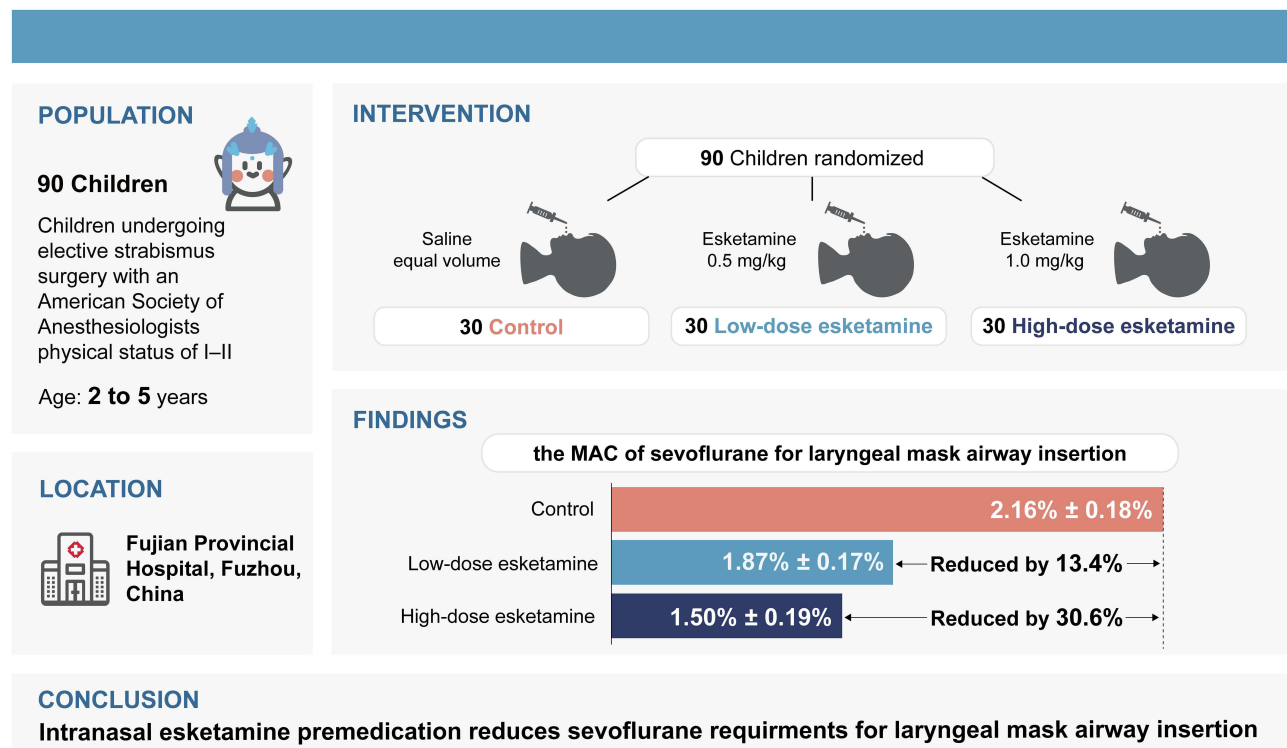 POPULATION
90 Children
Children undergoing
elective strabismus
surgery with an
American Society of
Anesthesiologists
physical status of I–II
Age: 2 to 5 years
LOCATION
Fujian Provincial
Hospital, Fuzhou,
China
INTERVENTION
90 Children randomized
Saline
equal volume
30 Control
Esketamine
0.5 mg/kg
30 Low-dose esketamine
Esketamine
1.0 mg/kg
30 High-dose esketamine
FINDINGS
the MAC of sevoflurane for laryngeal mask airway insertion
Control 2.16% ± 0.18%
Low-dose esketamine 1.87% ± 0.17% Reduced by 13.4%
High-dose esketamine 1.50% ± 0.19% Reduced by 30.6%
CONCLUSION
Intranasal esketamine premedication reduces sevoflurane requirments for laryngeal mask airway insertion